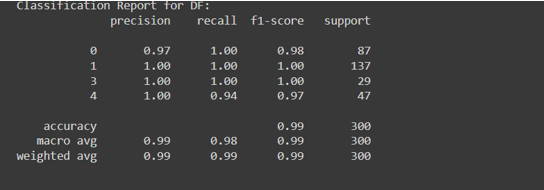 Classification Report for DF:
precision recall f1-score support
0 0.97 1.00 0.98 87
1 1.00 1.00 1.00 137
3 1.00 1.00 1.00 29
4 1.00 0.94 0.97 47
accuracy 0.99 300
macro avg 0.99 0.98 0.99 300
weighted avg 0.99 0.99 0.99 300